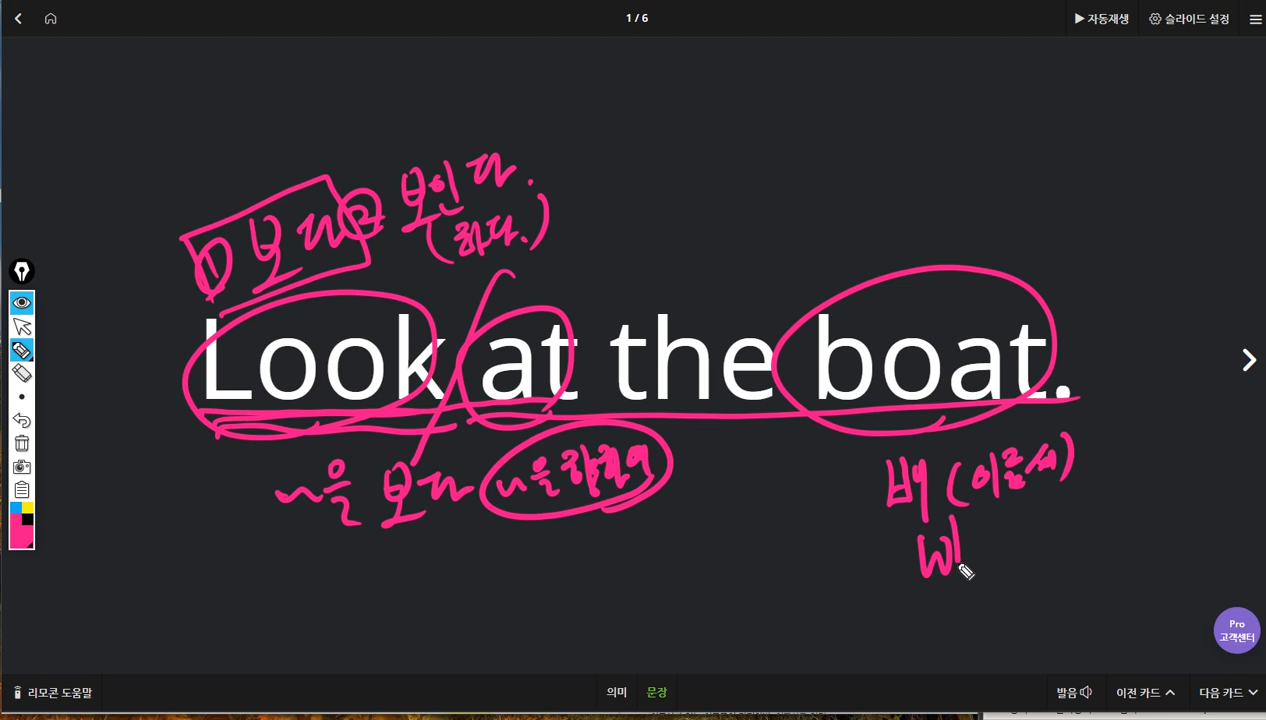 1 / 6
자동재생
슬라이드 설정
① 보다 ② 보인다.
(하다.)
Look at the boat.
~을 보다 ~을 향하여
배 (이름씨)
Pro
고객센터
리모콘 도움말
의미
문장
발음
이전 카드
다음 카드